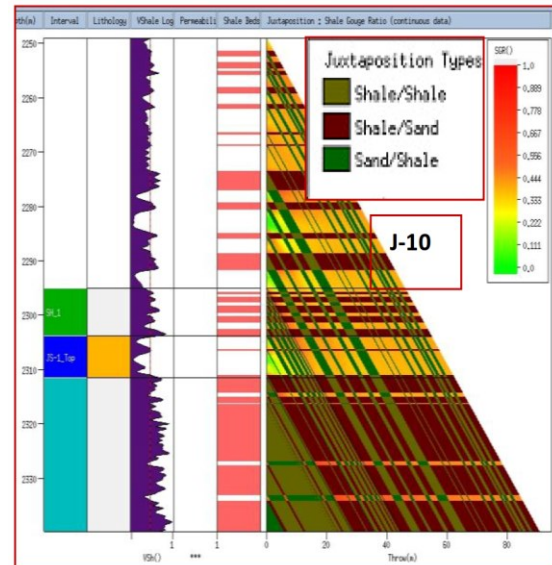 pth(m) Interval Lithology VShale Log Permeabili Shale Beds Juxtaposition ; Shale Gouge Ratio (continuous data)
Juxtaposition Types
Shale/Shale
Shale/Sand
Sand/Shale
SGR()
1,0
0,889
0,777
0,666
0,555
0,444
0,333
0,222
0,111
0,0
J-10
2250
2260
2270
2280
2290
2300
2310
2320
2330
SH_1
JS-1_Top
1 1
0 20 40 60 80
VSh() *** Throw(m)